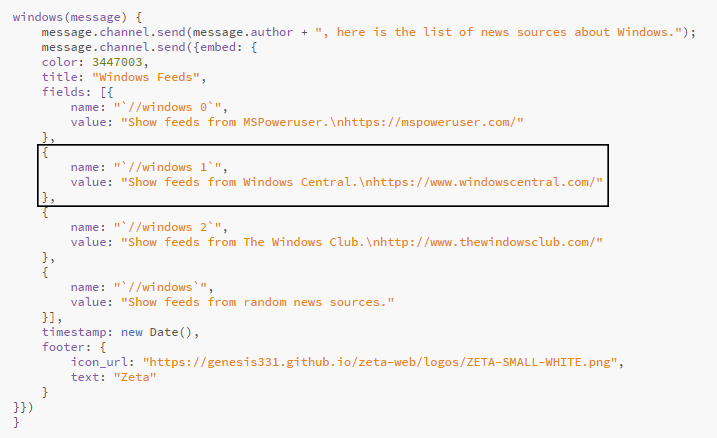 windows(message) {
message.channel.send(message.author + ", here is the list of news sources about Windows.");
message.channel.send({embed: {
color: 3447003,
title: "Windows Feeds",
fields: [{
name: "`//windows 0`",
value: "Show feeds from MSPoweruser.\nhttps://mspoweruser.com/"
},
{
name: "`//windows 1`",
value: "Show feeds from Windows Central.\nhttps://www.windowscentral.com/"
},
{
name: "`//windows 2`",
value: "Show feeds from The Windows Club.\nhttp://www.thewindowsclub.com/"
},
{
name: "`//windows`",
value: "Show feeds from random news sources."
}],
timestamp: new Date(),
footer: {
icon_url: "https://genesis331.github.io/zeta-web/logos/ZETA-SMALL-WHITE.png",
text: "Zeta"
}
}})
}